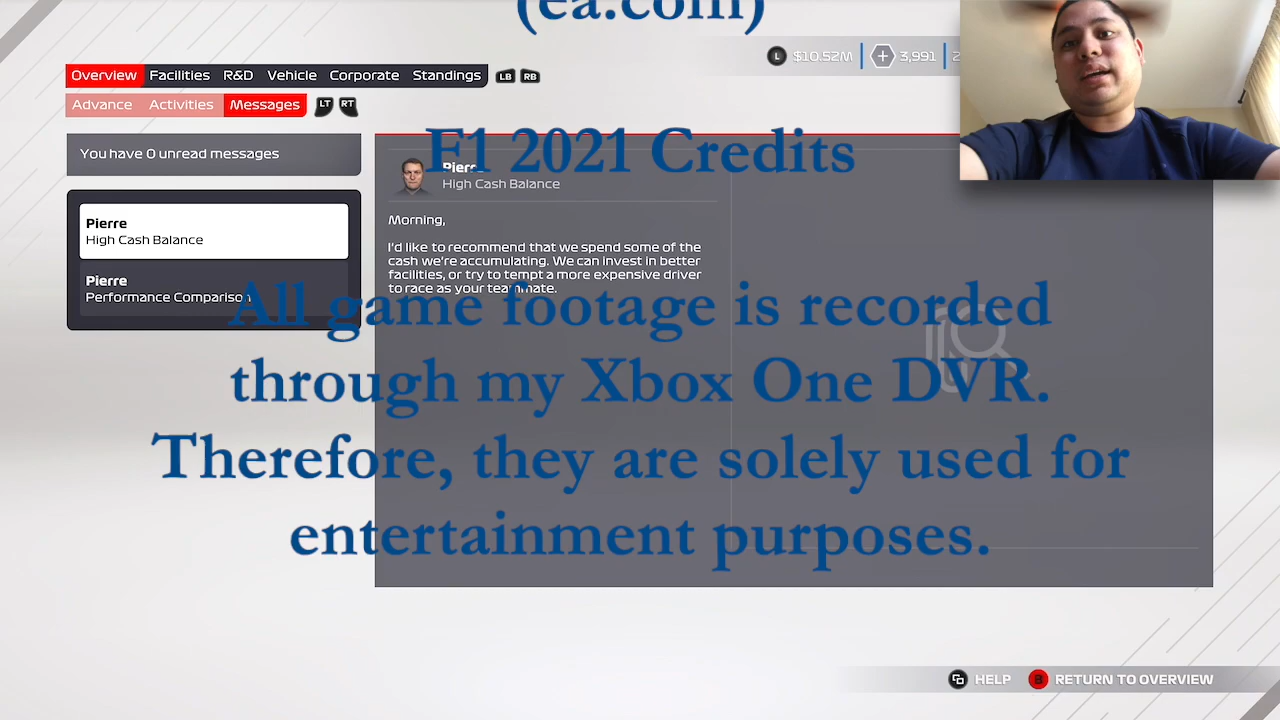 (ea.com)
L $10.52M 3,991 2
Overview Facilities R&D Vehicle Corporate Standings LB RB
Advance Activities Messages LT RT
You have 0 unread messages
F1 2021 Credits
Pierre
High Cash Balance
Pierre
High Cash Balance
Pierre
Performance Comparison
Morning,
I'd like to recommend that we spend some of the
cash we're accumulating. We can invest in better
facilities, or try to tempt a more expensive driver
to race as your teammate.
All game footage is recorded
through my Xbox One DVR.
Therefore, they are solely used for
entertainment purposes.
HELP B RETURN TO OVERVIEW